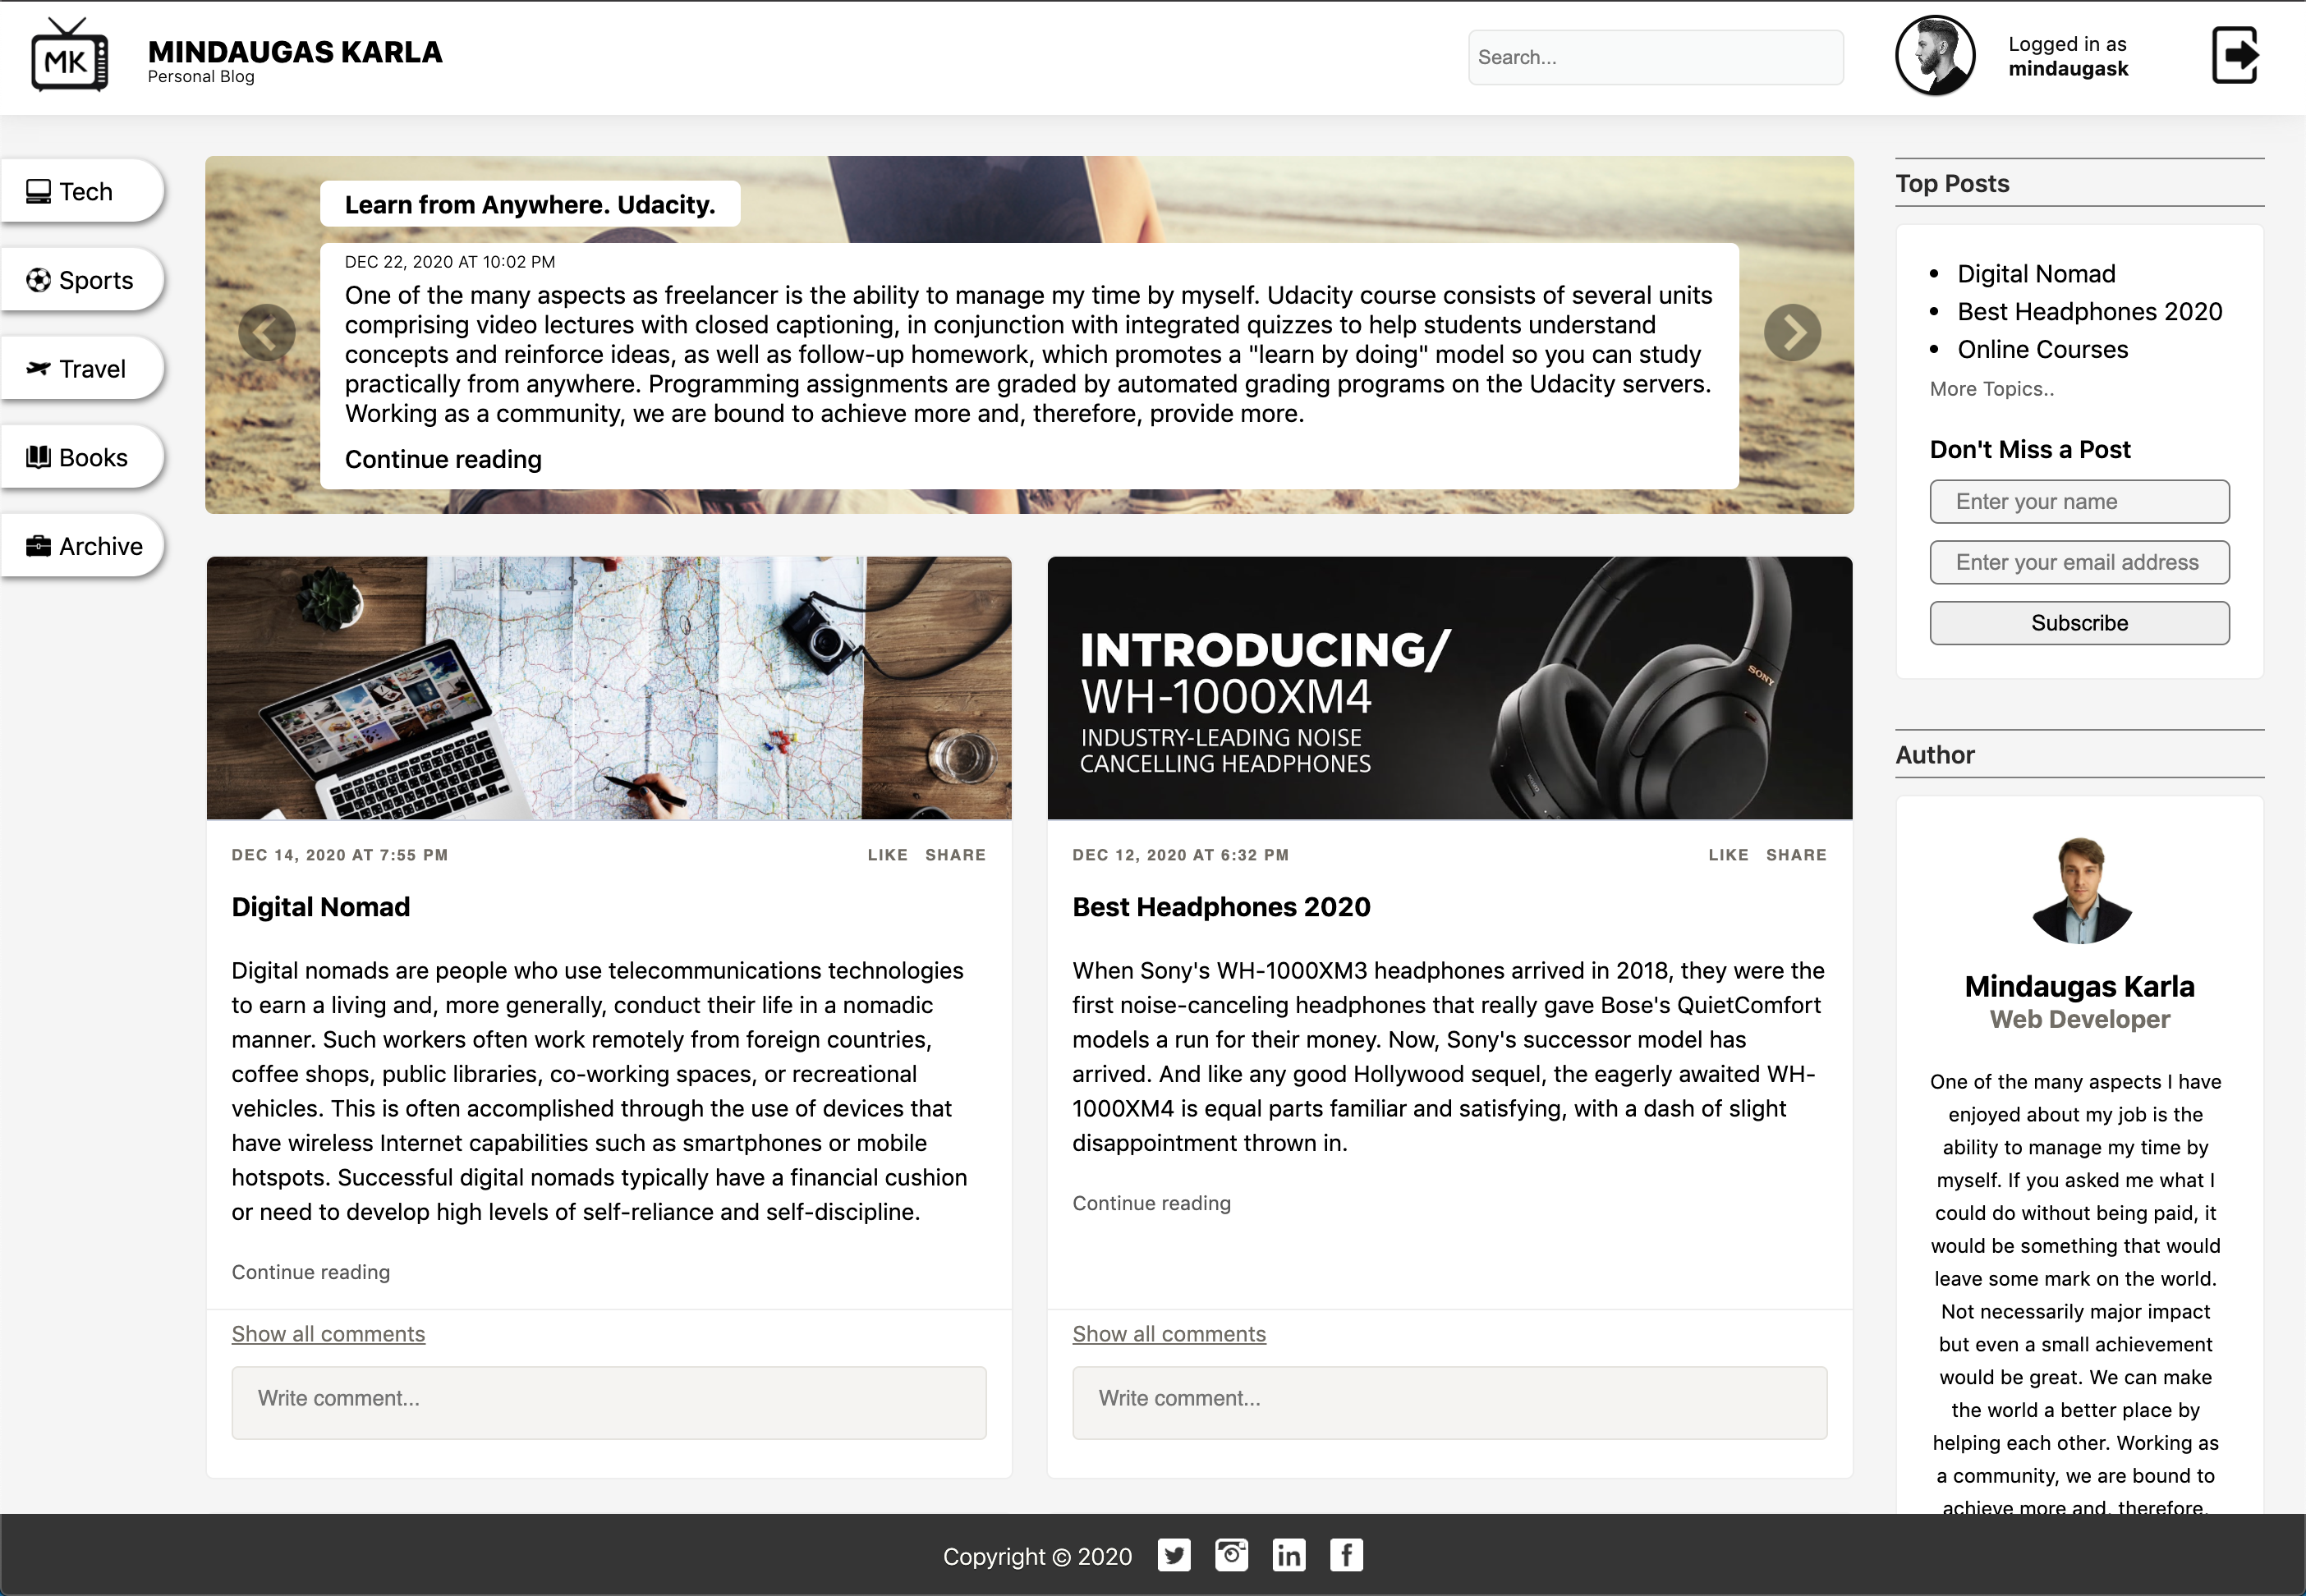 MK
MINDAUGAS KARLA
Personal Blog
Search...
Logged in as
mindaugask
Tech
Sports
Travel
Books
Archive
Learn from Anywhere. Udacity.
DEC 22, 2020 AT 10:02 PM
One of the many aspects as freelancer is the ability to manage my time by myself. Udacity course consists of several units
comprising video lectures with closed captioning, in conjunction with integrated quizzes to help students understand
concepts and reinforce ideas, as well as follow-up homework, which promotes a "learn by doing" model so you can study
practically from anywhere. Programming assignments are graded by automated grading programs on the Udacity servers.
Working as a community, we are bound to achieve more and, therefore, provide more.
Continue reading
DEC 14, 2020 AT 7:55 PM
LIKE SHARE
Digital Nomad
Digital nomads are people who use telecommunications technologies
to earn a living and, more generally, conduct their life in a nomadic
manner. Such workers often work remotely from foreign countries,
coffee shops, public libraries, co-working spaces, or recreational
vehicles. This is often accomplished through the use of devices that
have wireless Internet capabilities such as smartphones or mobile
hotspots. Successful digital nomads typically have a financial cushion
or need to develop high levels of self-reliance and self-discipline.
Continue reading
Show all comments
Write comment...
INTRODUCING/
WH-1000XM4
INDUSTRY-LEADING NOISE
CANCELLING HEADPHONES
SONY
DEC 12, 2020 AT 6:32 PM
LIKE SHARE
Best Headphones 2020
When Sony's WH-1000XM3 headphones arrived in 2018, they were the
first noise-canceling headphones that really gave Bose's QuietComfort
models a run for their money. Now, Sony's successor model has
arrived. And like any good Hollywood sequel, the eagerly awaited WH-
1000XM4 is equal parts familiar and satisfying, with a dash of slight
disappointment thrown in.
Continue reading
Show all comments
Write comment...
Top Posts
• Digital Nomad
• Best Headphones 2020
• Online Courses
More Topics..
Don't Miss a Post
Enter your name
Enter your email address
Subscribe
Author
Mindaugas Karla
Web Developer
One of the many aspects I have
enjoyed about my job is the
ability to manage my time by
myself. If you asked me what I
could do without being paid, it
would be something that would
leave some mark on the world.
Not necessarily major impact
but even a small achievement
would be great. We can make
the world a better place by
helping each other. Working as
a community, we are bound to
achieve more and, therefore,
Copyright © 2020